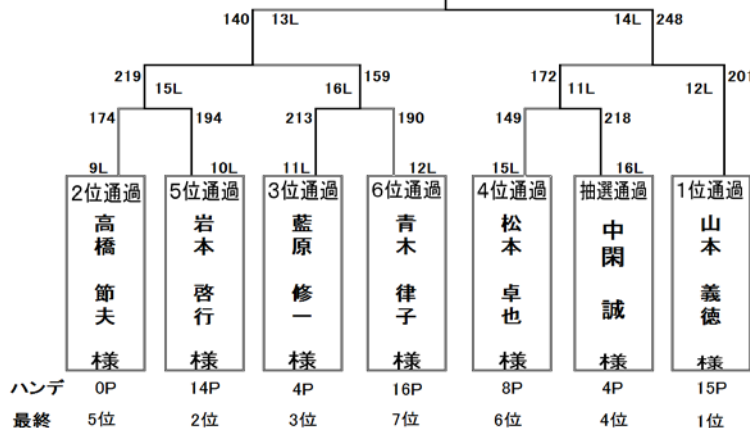 140 13L 14L 248
219 15L 16L 159 172 11L 12L 201
174 194 213 190 149 218
9L 10L 11L 12L 15L 16L
2位通過 5位通過 3位通過 6位通過 4位通過 抽選通過 1位通過
高橋 節夫 様
岩本 啓行 様
藍原 修一 様
青木 律子 様
松本 卓也 様
中閑 誠 様
山本 義徳 様
ハンデ 0P 14P 4P 16P 8P 4P 15P
最終 5位 2位 3位 7位 6位 4位 1位